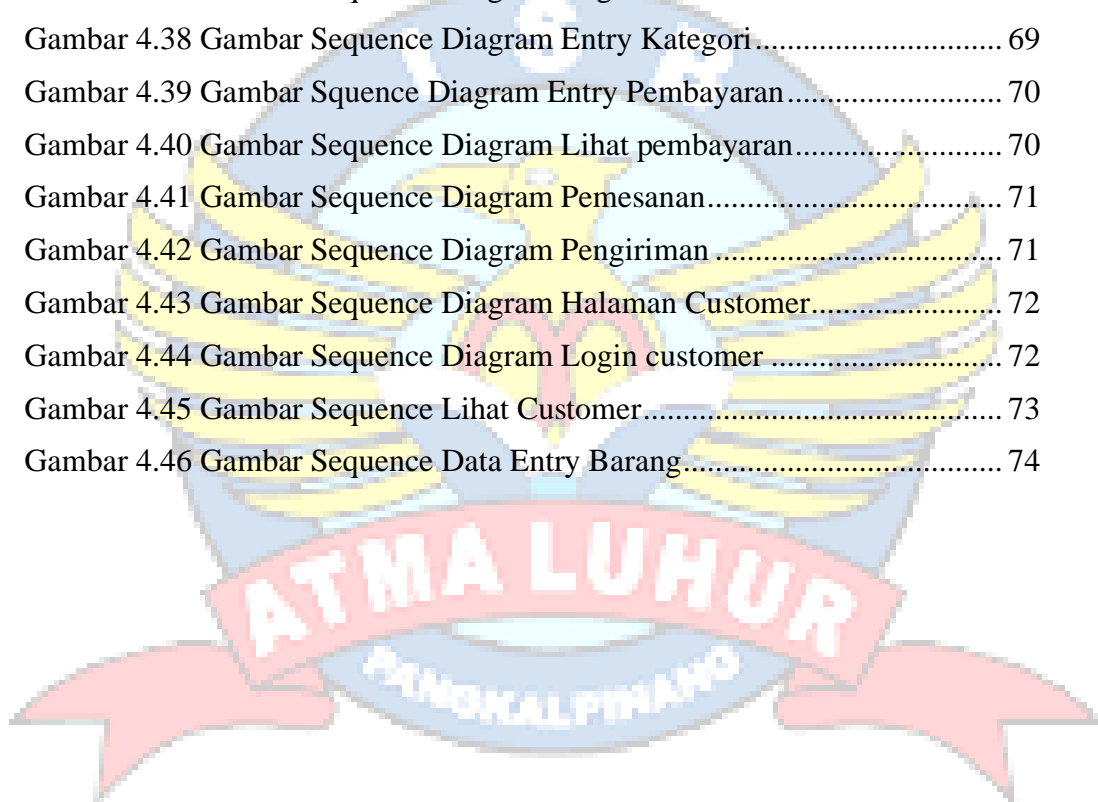 Gambar 4.38 Gambar Sequence Diagram Entry Kategori............................... 69
Gambar 4.39 Gambar Squence Diagram Entry Pembayaran........................... 70
Gambar 4.40 Gambar Sequence Diagram Lihat pembayaran.......................... 70
Gambar 4.41 Gambar Sequence Diagram Pemesanan..................................... 71
Gambar 4.42 Gambar Sequence Diagram Pengiriman .................................... 71
Gambar 4.43 Gambar Sequence Diagram Halaman Customer........................ 72
Gambar 4.44 Gambar Sequence Diagram Login customer ............................. 72
Gambar 4.45 Gambar Sequence Lihat Customer............................................. 73
Gambar 4.46 Gambar Sequence Data Entry Barang........................................ 74
ATMA LUHUR
PANGKALPINANG